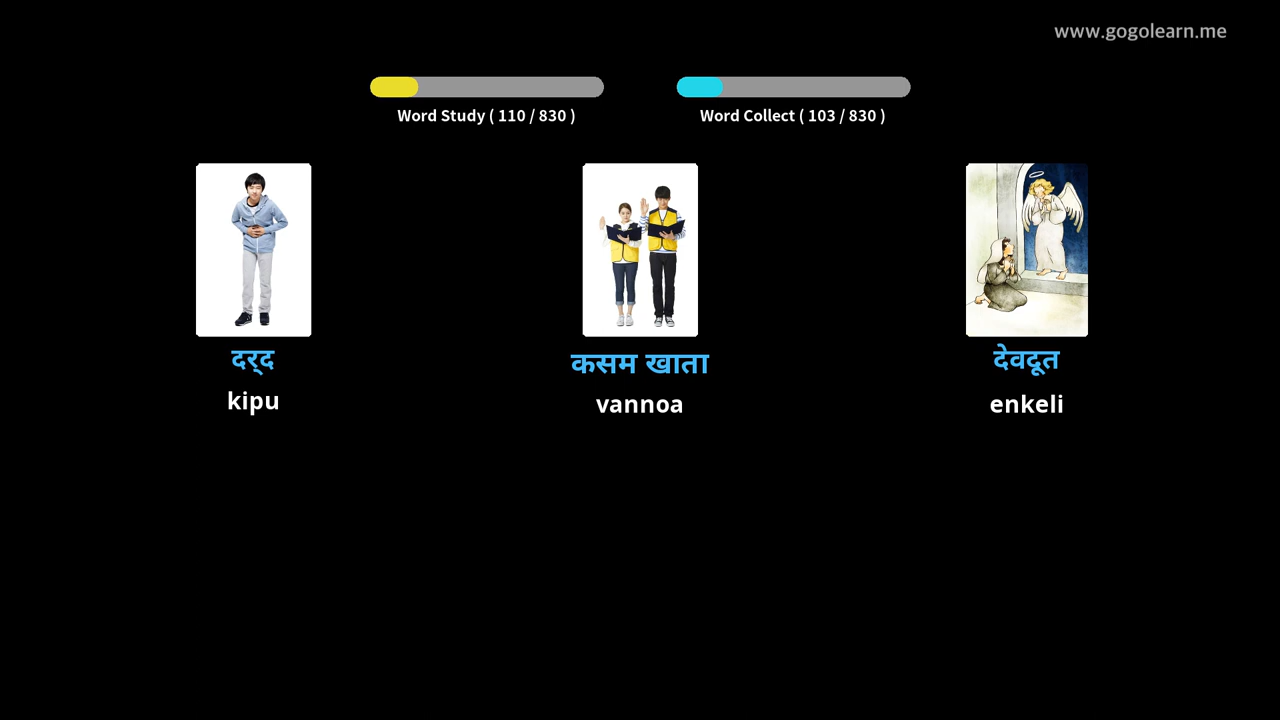 www.gogolearn.me
Word Study ( 110 / 830 )
Word Collect ( 103 / 830 )
दर्द
kipu
कसम खाता
vannoa
देवदूत
enkeli